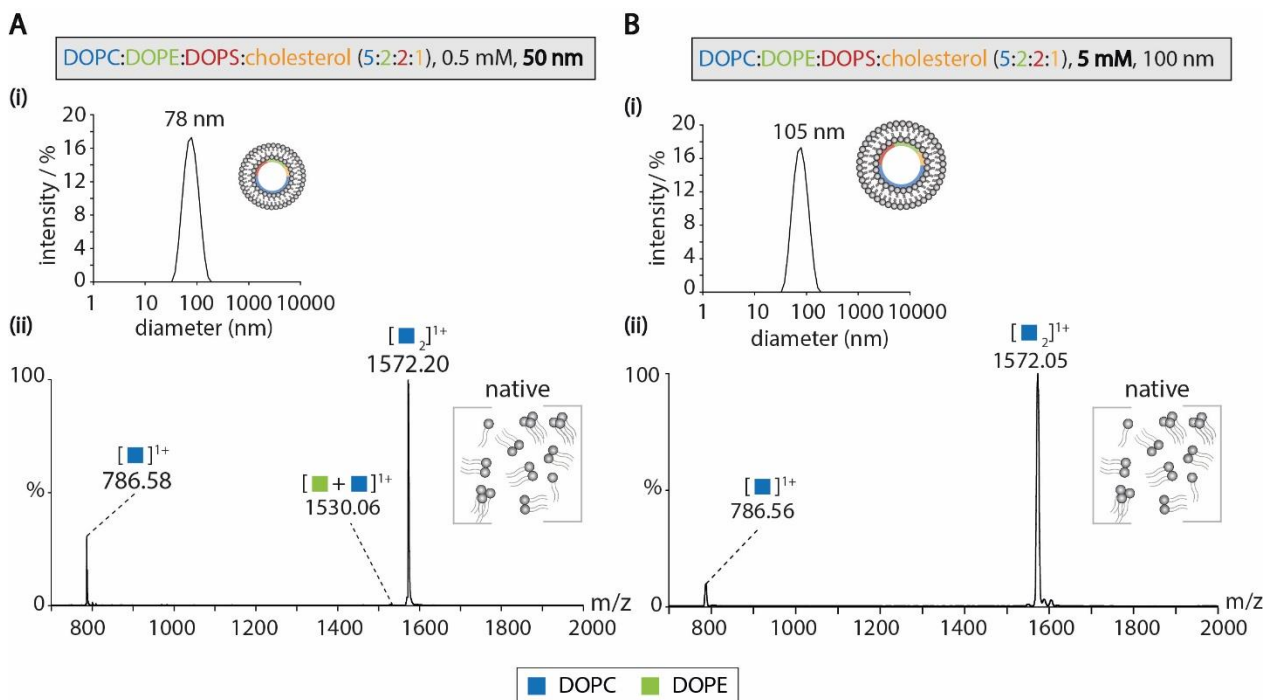 A
DOPC:DOPE:DOPS:cholesterol (5:2:2:1), 0.5 mM, 50 nm
(i)
78 nm
20
16
12
8
4
0
intensity / %
1 10 100 1000 10000
diameter (nm)
(ii)
[ 2]1+
1572.20
100
native
[ ]1+
786.58
[ + ]1+
1530.06
%
0
800 1000 1200 1400 1600 1800 2000
m/z
B
DOPC:DOPE:DOPS:cholesterol (5:2:2:1), 5 mM, 100 nm
(i)
105 nm
20
16
12
8
4
0
intensity / %
1 10 100 1000 10000
diameter (nm)
(ii)
[ 2]1+
1572.05
100
native
[ ]1+
786.56
%
0
800 1000 1200 1400 1600 1800 2000
m/z
DOPC DOPE